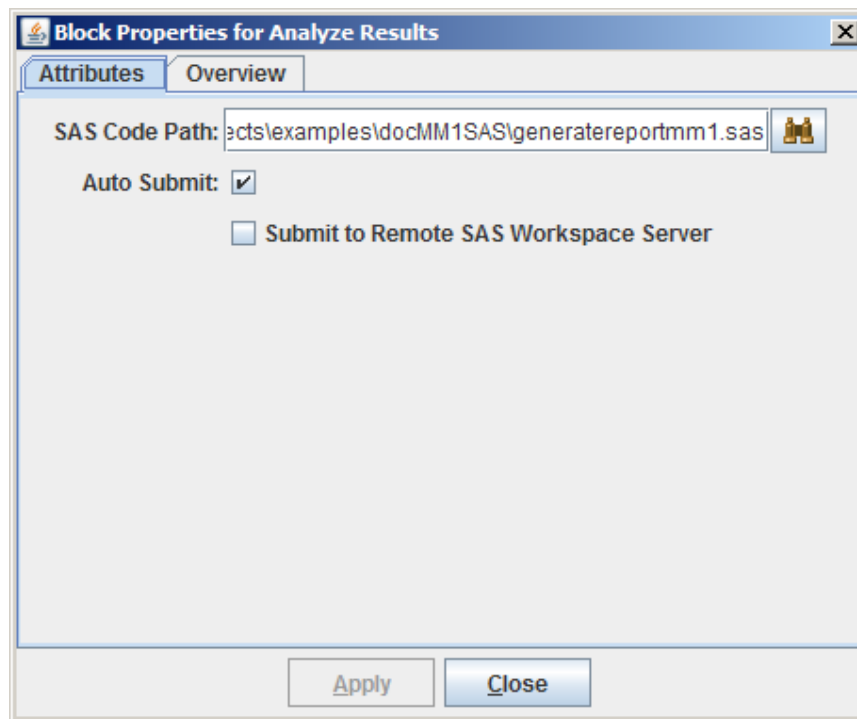 Block Properties for Analyze Results
Attributes Overview
SAS Code Path: ects\examples\docMM1SAS\generatereportmm1.sas
Auto Submit:
Submit to Remote SAS Workspace Server
Apply Close